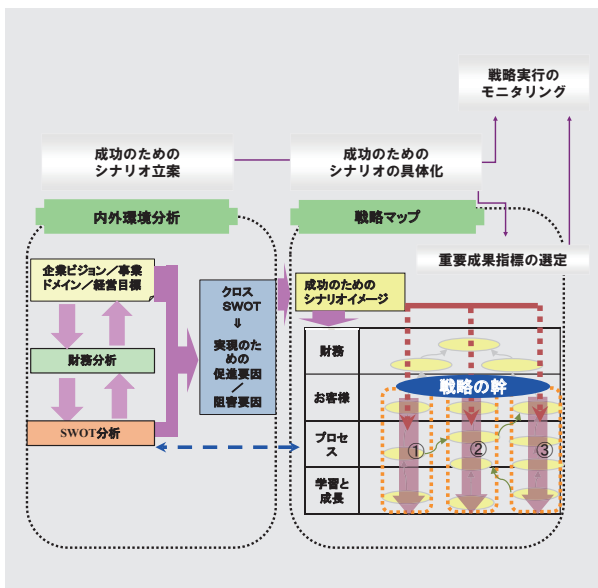 戦略実行の
モニタリング
成功のための
シナリオ立案
成功のための
シナリオの具体化
内外環境分析
戦略マップ
重要成果指標の選定
企業ビジョン／事業
ドメイン／経営目標
財務分析
SWOT分析
クロス
SWOT
⇓
実現のた
めの
促進要因
／
阻害要因
成功のための
シナリオイメージ
財務
戦略の幹
お客様
プロセ
ス
①
②
③
学習と
成長